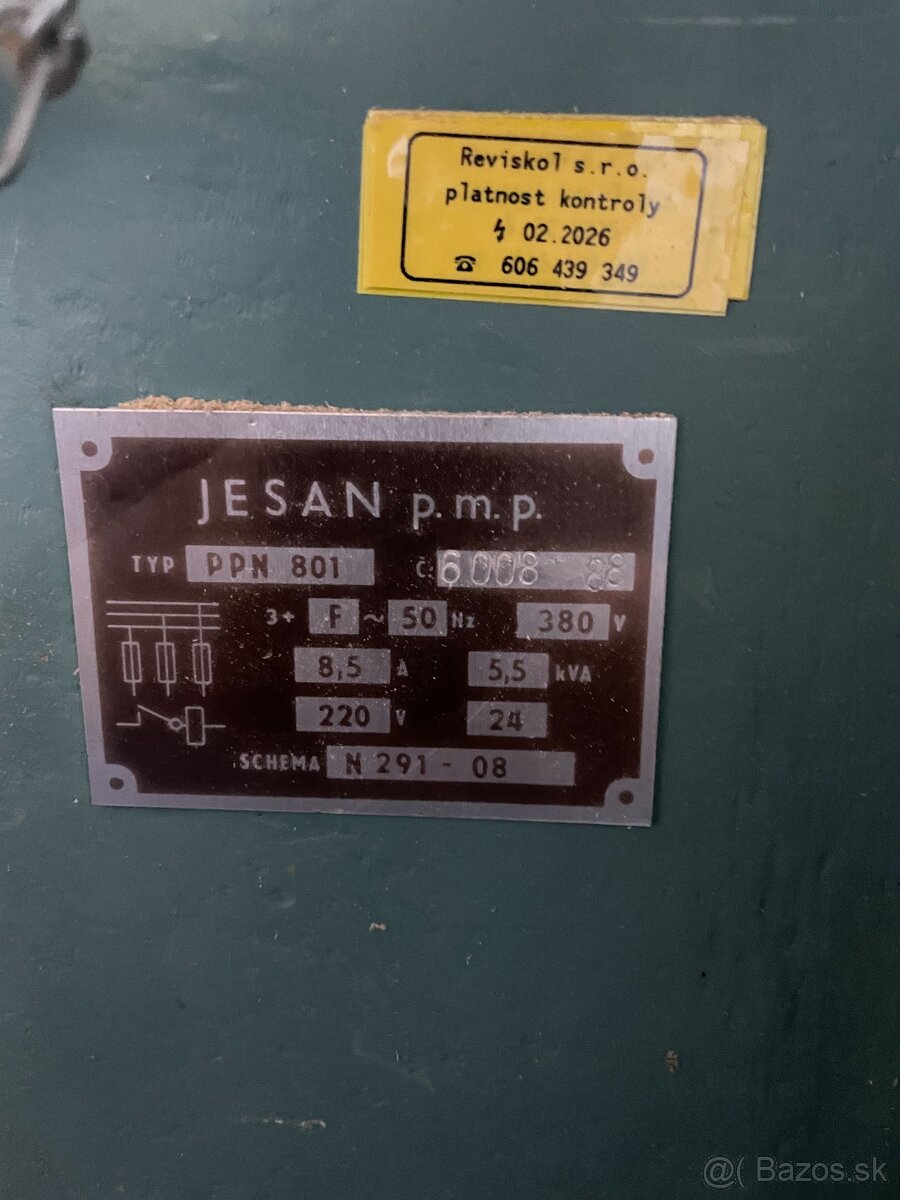 Reviskol s.r.o.
platnost kontroly
↯ 02.2026
☎ 606 439 349
JESAN p.m.p.
TYP PPN 801 Č. 6008 88
3+ F ~ 50 Hz 380 V
8,5 A 5,5 kVA
220 V 24
SCHEMA N 291 - 08
@( Bazos.sk